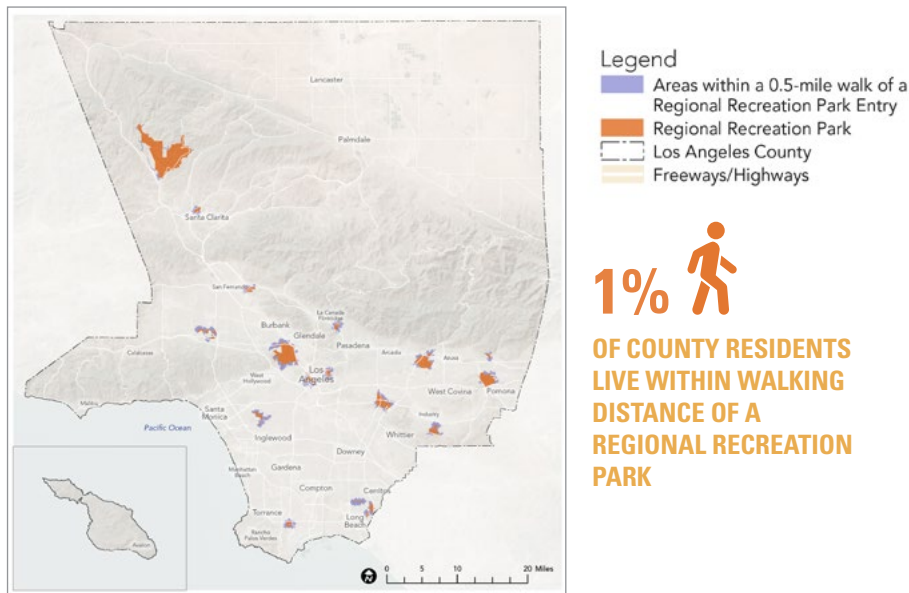 Lancaster
Palmdale
Santa Clarita
San Fernando
Burbank
La Canada
Flintridge
Glendale
Pasadena
Calabasas
Arcadia
Azusa
West
Hollywood
Los
Angeles
West Covina
Pomona
Malibu
Santa
Monica
Industry
Pacific Ocean
Inglewood
Whittier
Downey
Manhattan
Beach
Gardena
Compton
Cerritos
Torrance
Long
Beach
Rancho
Palos Verdes
Avalon
N
0 5 10 20 Miles
Legend
Areas within a 0.5-mile walk of a
Regional Recreation Park Entry
Regional Recreation Park
Los Angeles County
Freeways/Highways
1%
OF COUNTY RESIDENTS
LIVE WITHIN WALKING
DISTANCE OF A
REGIONAL RECREATION
PARK